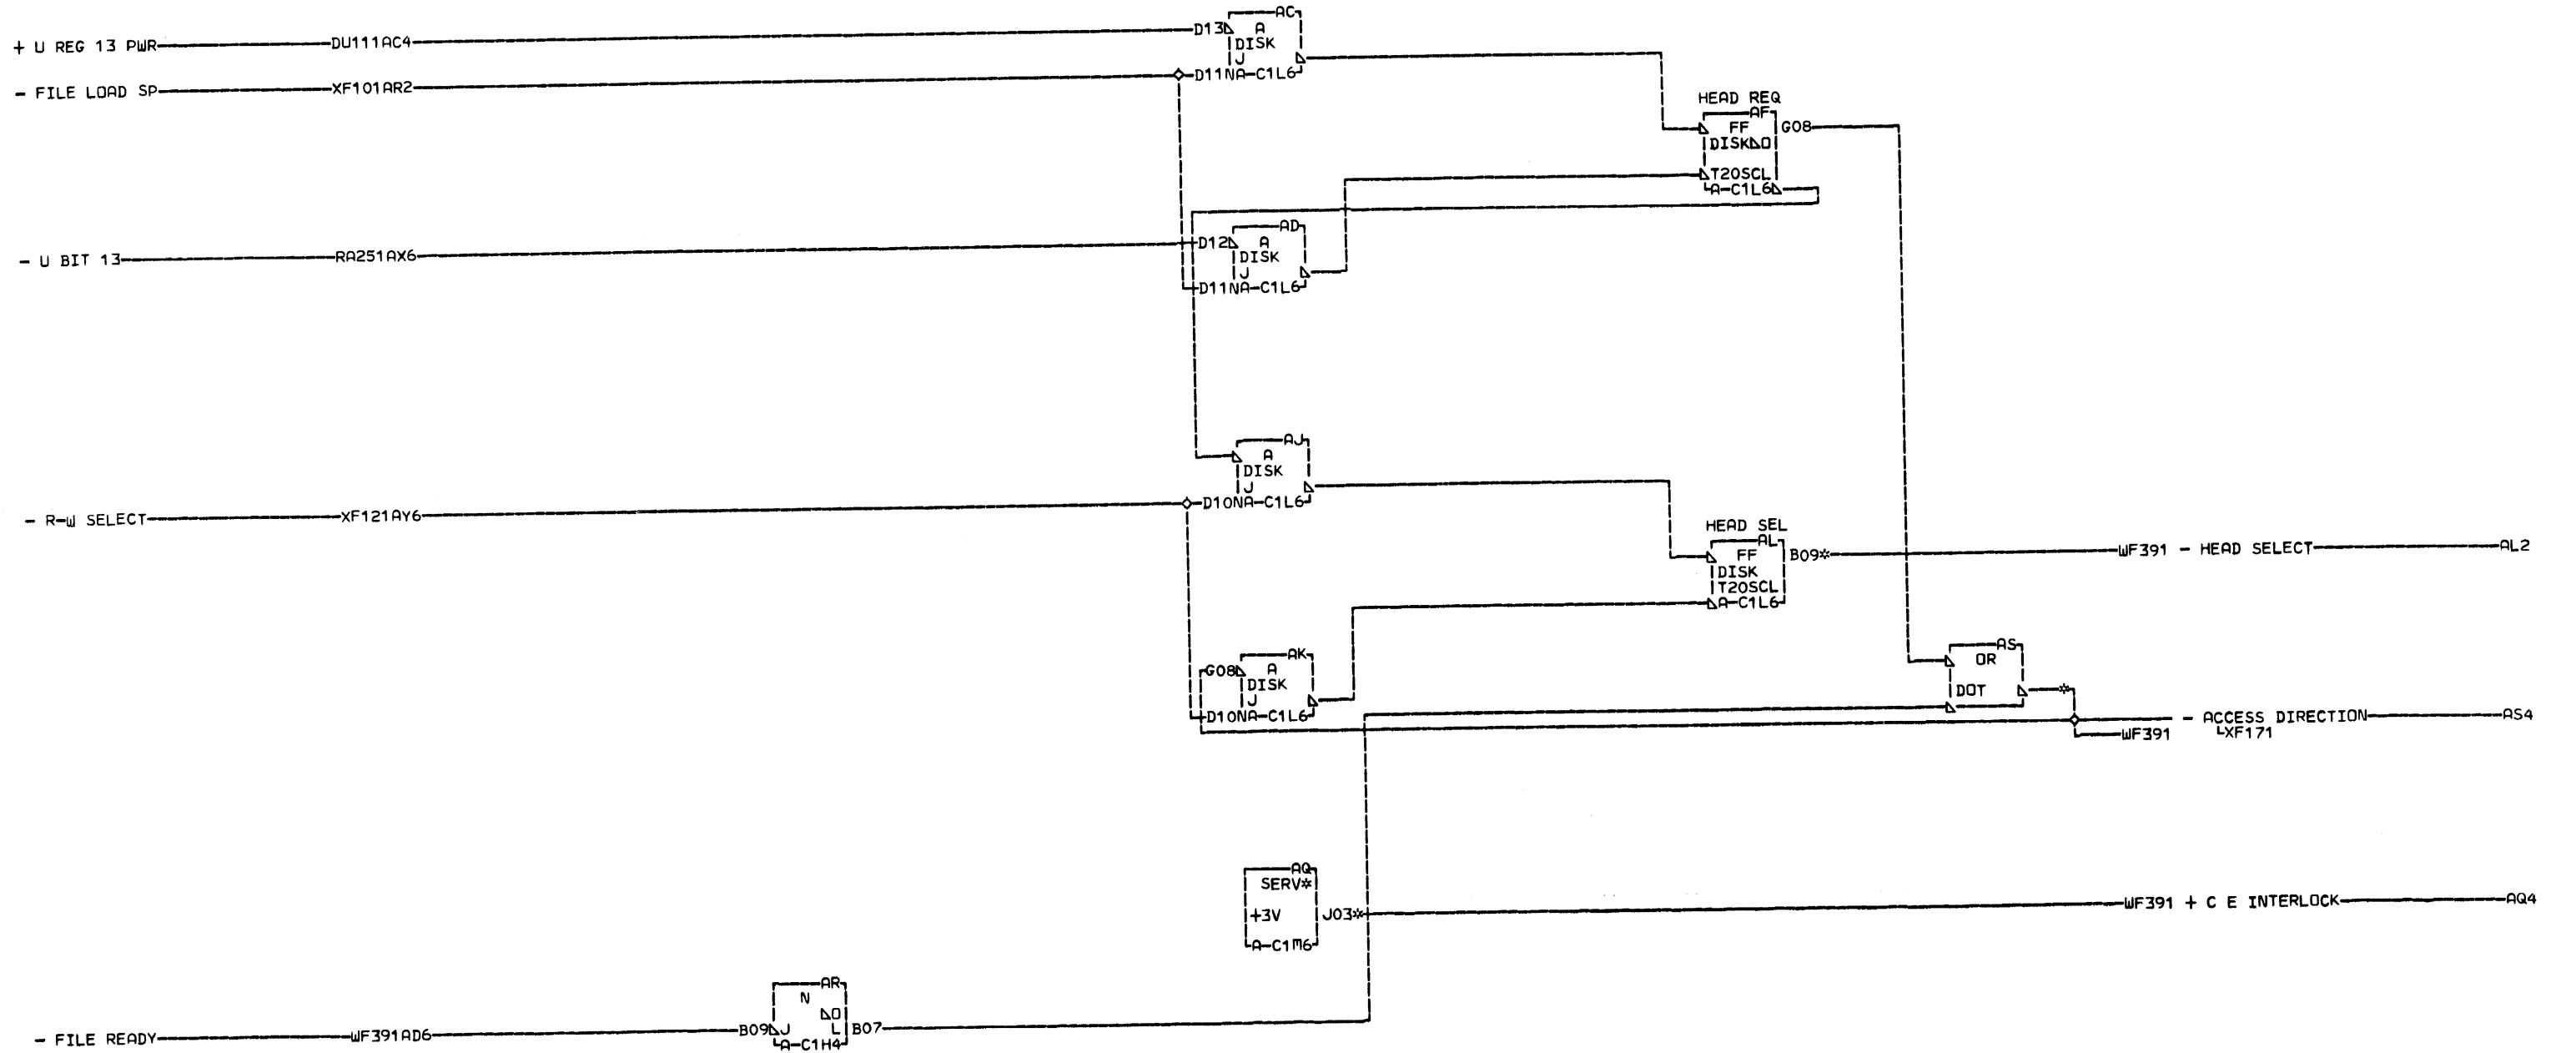 + U REG 13 PWR DU111AC4 D13 AC
A
DISK
J
- FILE LOAD SP XF101AR2 D11NA-C1L6
HEAD REQ
AF
FF G08
DISK O
T20SCL
A-C1L6
AD
- U BIT 13 RA251AX6 D12 A
DISK
J
D11NA-C1L6
AJ
A
DISK
J
- R-W SELECT XF121AY6 D10NA-C1L6
HEAD SEL
AL
FF B09* WF391 - HEAD SELECT AL2
DISK
T20SCL
A-C1L6
AK
G08 A
DISK
J
D10NA-C1L6
AS
OR
DOT *
- ACCESS DIRECTION AS4
WF391 XF171
AQ
SERV*
+3V J03* WF391 + C E INTERLOCK AQ4
A-C1M6
AR
N
O
- FILE READY WF391AD6 B09 J L B07
A-C1H4